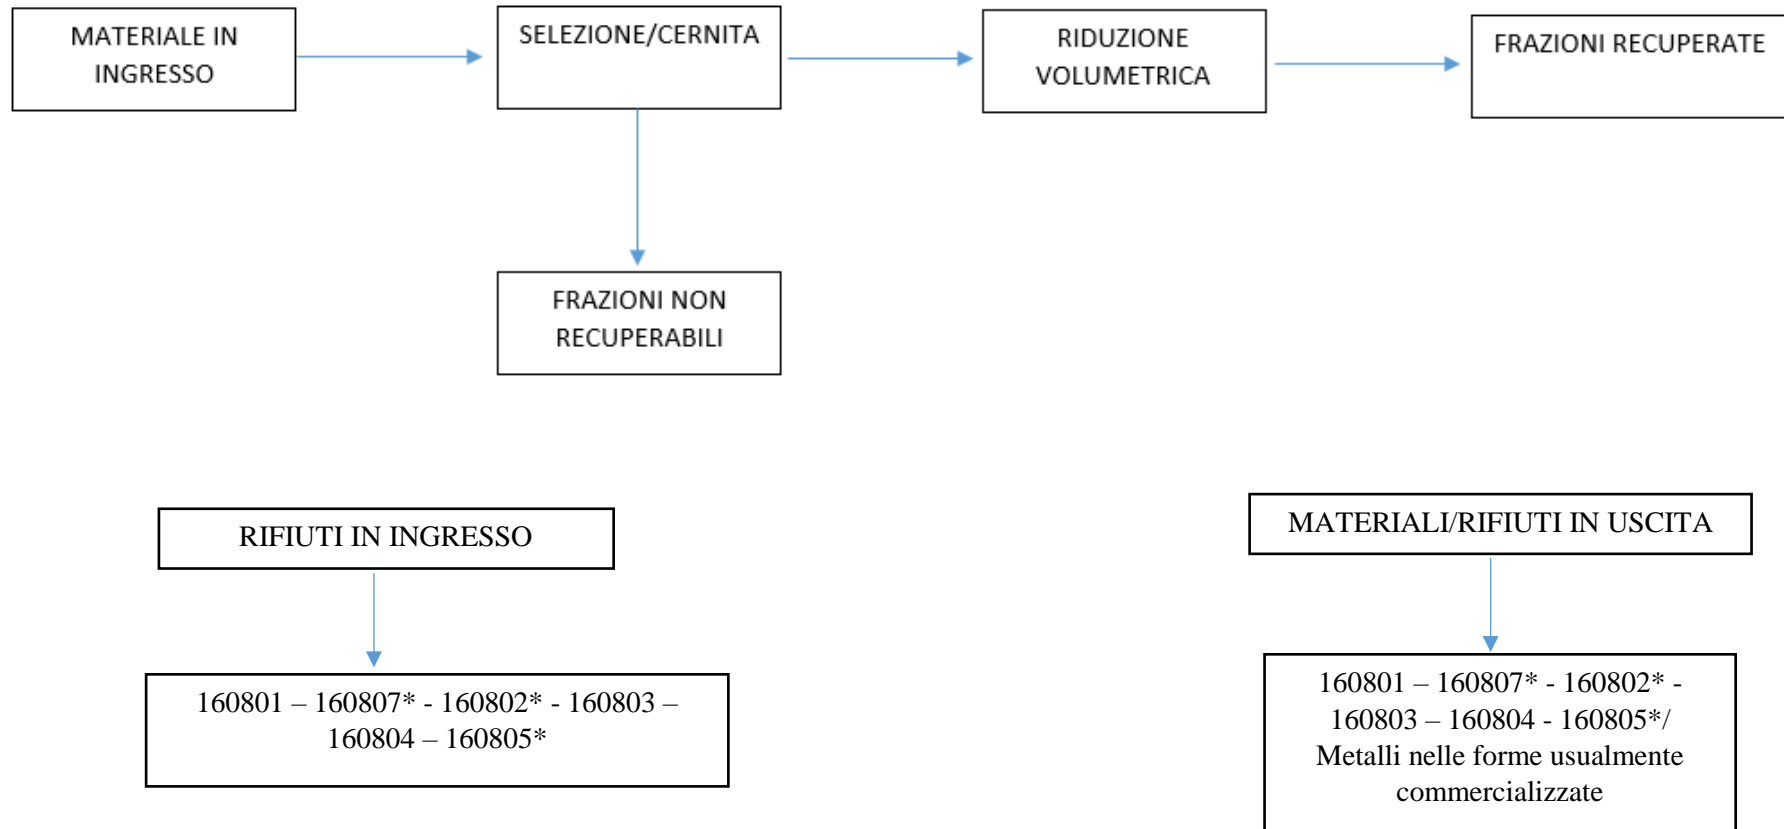 MATERIALE IN
INGRESSO
SELEZIONE/CERNITA
RIDUZIONE
VOLUMETRICA
FRAZIONI RECUPERATE
FRAZIONI NON
RECUPERABILI
RIFIUTI IN INGRESSO
160801 – 160807* - 160802* - 160803 –
160804 – 160805*
MATERIALI/RIFIUTI IN USCITA
160801 – 160807* - 160802* -
160803 – 160804 - 160805*/
Metalli nelle forme usualmente
commercializzate